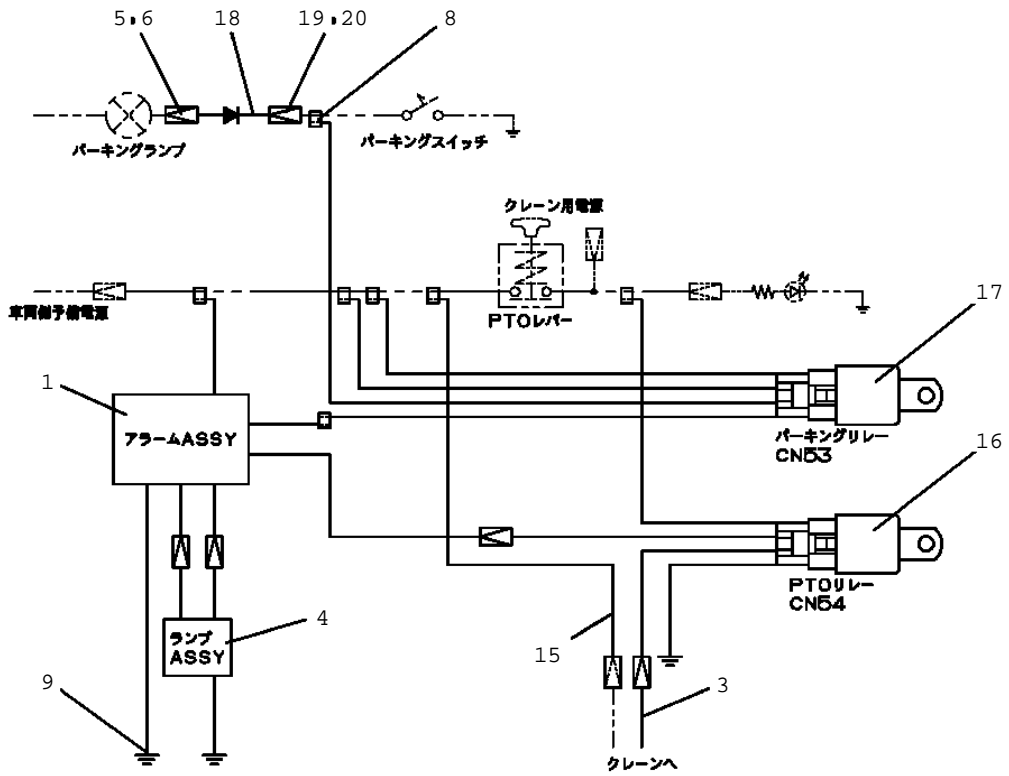 5・6
18
19・20
8
パーキングランプ
パーキングスイッチ
クレーン用電源
車両側予備電源
PTOレバー
17
1
アラームASSY
パーキングリレー
CN53
16
PTOリレー
CN54
ランプ
ASSY
4
15
9
3
クレーンへ